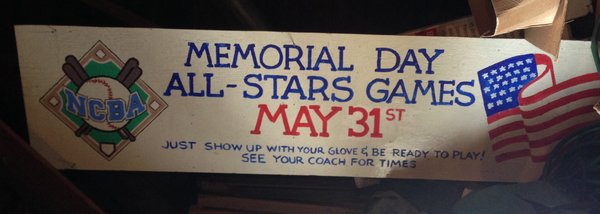 NCBA
MEMORIAL DAY
ALL-STARS GAMES
MAY 31ST
JUST SHOW UP WITH YOUR GLOVE & BE READY TO PLAY!
SEE YOUR COACH FOR TIMES